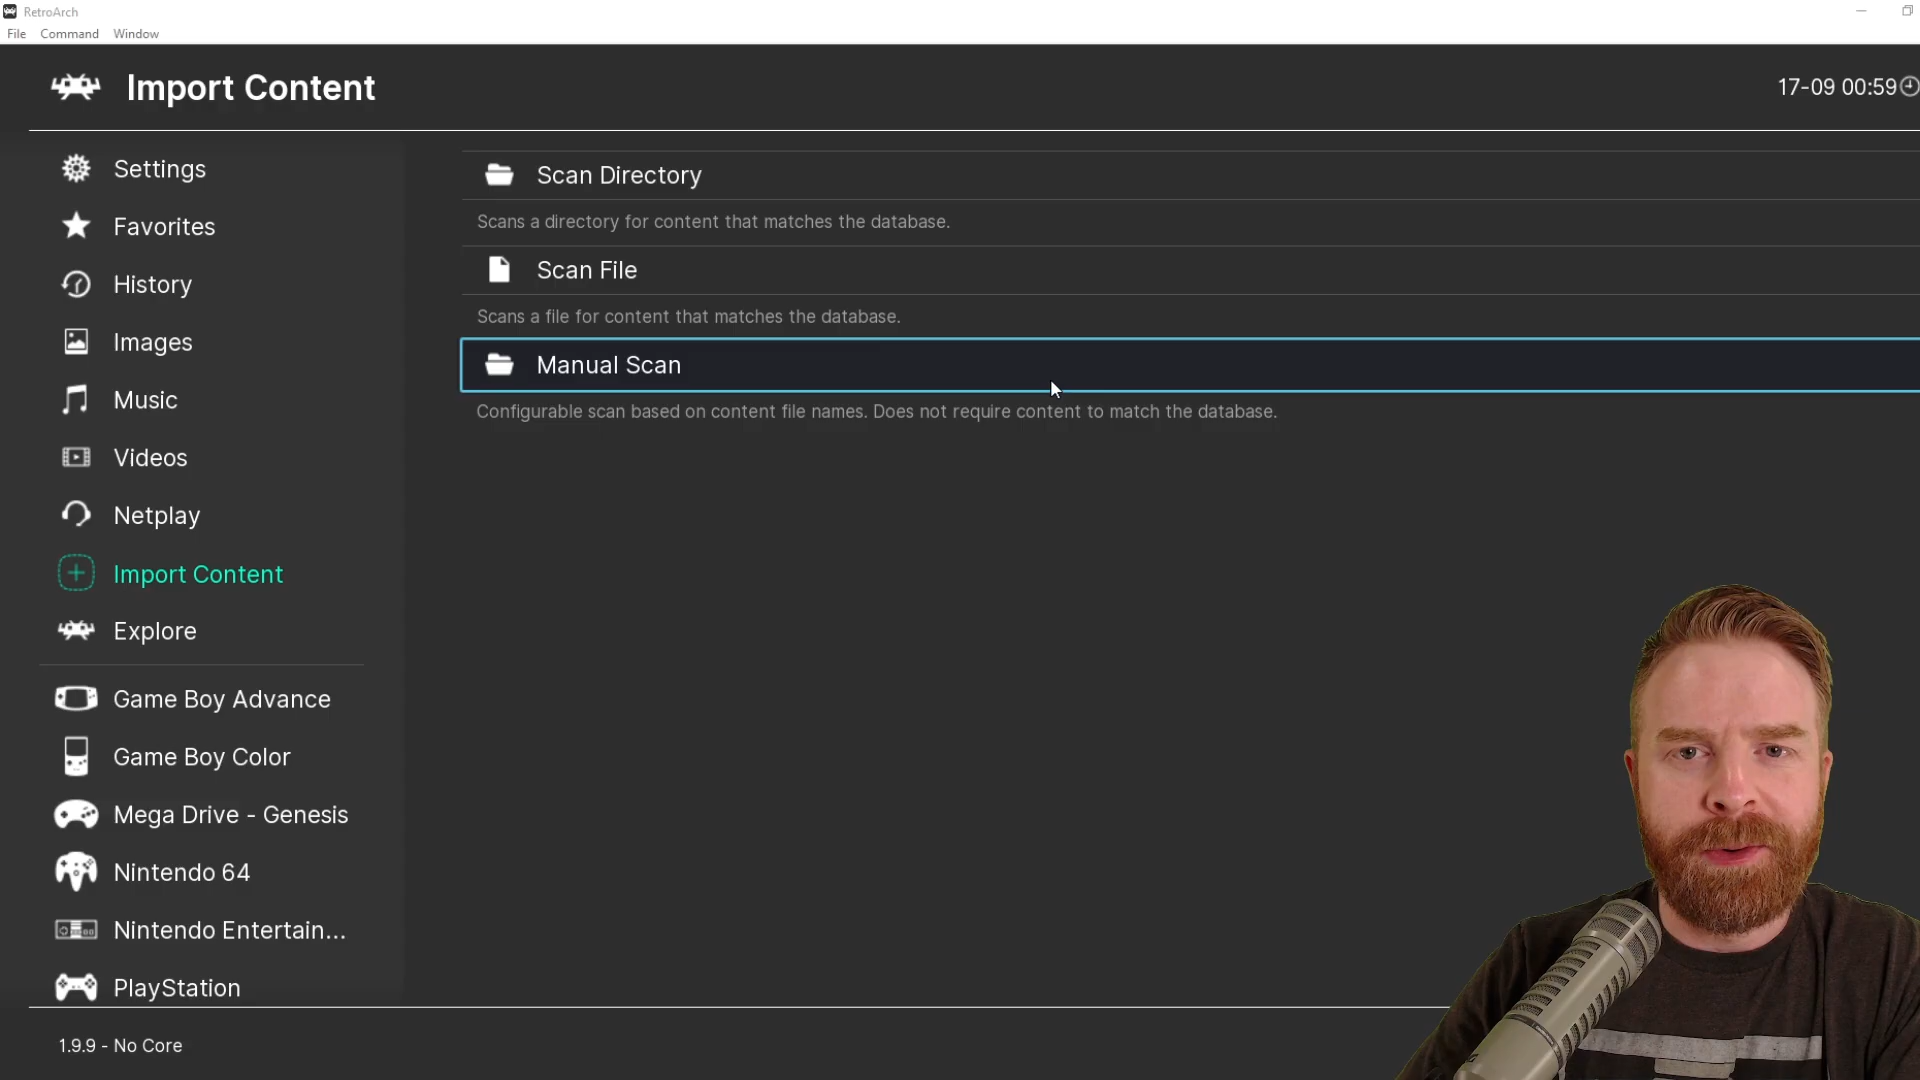 RetroArch
File Command Window
Import Content
17-09 00:59
Settings
Favorites
History
Images
Music
Videos
Netplay
Import Content
Explore
Game Boy Advance
Game Boy Color
Mega Drive - Genesis
Nintendo 64
Nintendo Entertain...
PlayStation
Scan Directory
Scans a directory for content that matches the database.
Scan File
Scans a file for content that matches the database.
Manual Scan
Configurable scan based on content file names. Does not require content to match the database.
1.9.9 - No Core